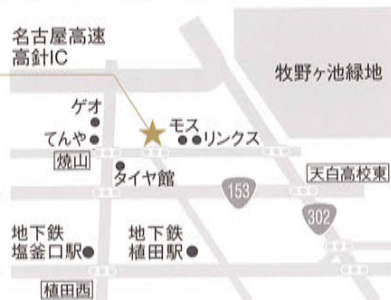 名古屋高速
高針IC
牧野ヶ池緑地
ゲオ
てんや
モス
リンクス
焼山
タイヤ館
天白高校東
153
302
地下鉄
塩釜口駅
地下鉄
植田駅
植田西